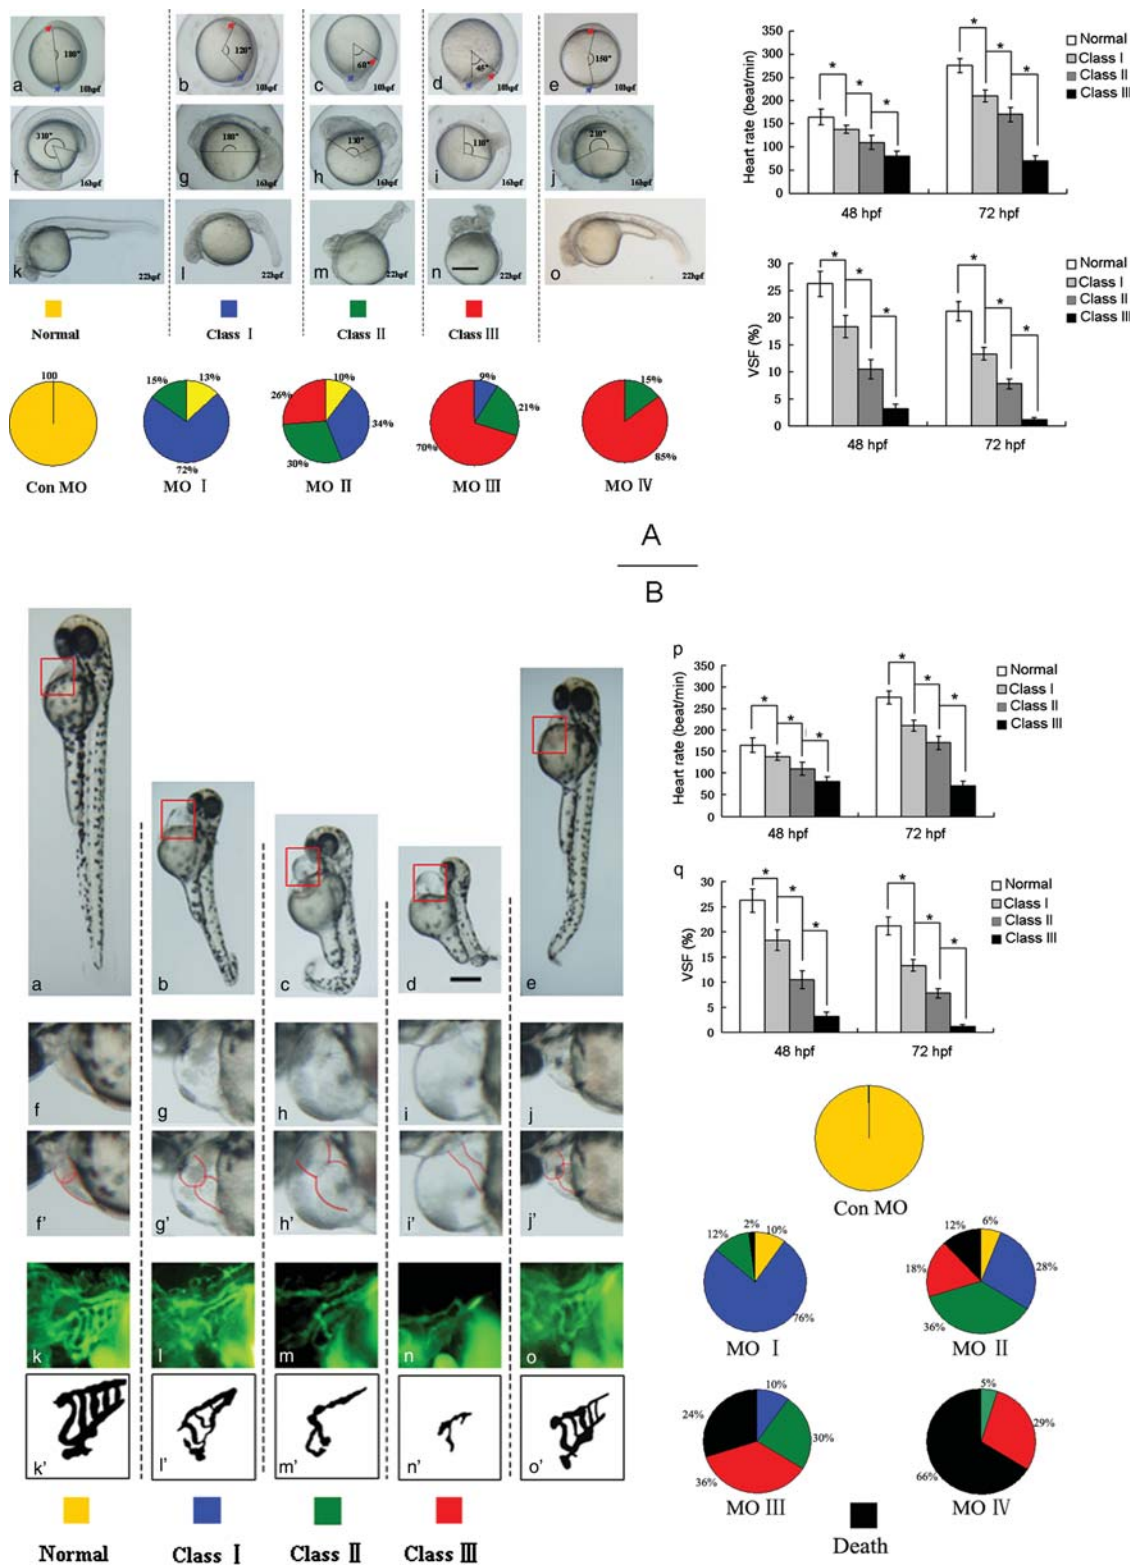 a
180°
10hpf
b
120°
10hpf
c
60°
10hpf
d
45°
10hpf
e
150°
10hpf
f
310°
16hpf
g
180°
16hpf
h
130°
16hpf
i
110°
16hpf
j
210°
16hpf
k
22hpf
l
22hpf
m
22hpf
n
22hpf
o
22hpf
Normal
Class I
Class II
Class III
100
Con MO
15%
13%
72%
MO I
26%
10%
34%
30%
MO II
9%
21%
70%
MO III
15%
85%
MO IV
Heart rate (beat/min)
350
300
250
200
150
100
50
0
* * * * * *
48 hpf
72 hpf
Normal
Class I
Class II
Class III
VSF (%)
30
25
20
15
10
5
0
* * * * * *
48 hpf
72 hpf
Normal
Class I
Class II
Class III
A
B
a
b
c
d
e
f
g
h
i
j
f'
g'
h'
i'
j'
k
l
m
n
o
k'
l'
m'
n'
o'
Normal
Class I
Class II
Class III
p
Heart rate (beat/min)
350
300
250
200
150
100
50
0
* * * * * *
48 hpf
72 hpf
Normal
Class I
Class II
Class III
q
VSF (%)
30
25
20
15
10
5
0
* * * * * *
48 hpf
72 hpf
Normal
Class I
Class II
Class III
Con MO
12%
2%
10%
76%
MO I
12%
6%
18%
28%
36%
MO II
10%
24%
30%
36%
MO III
5%
29%
66%
MO IV
Death